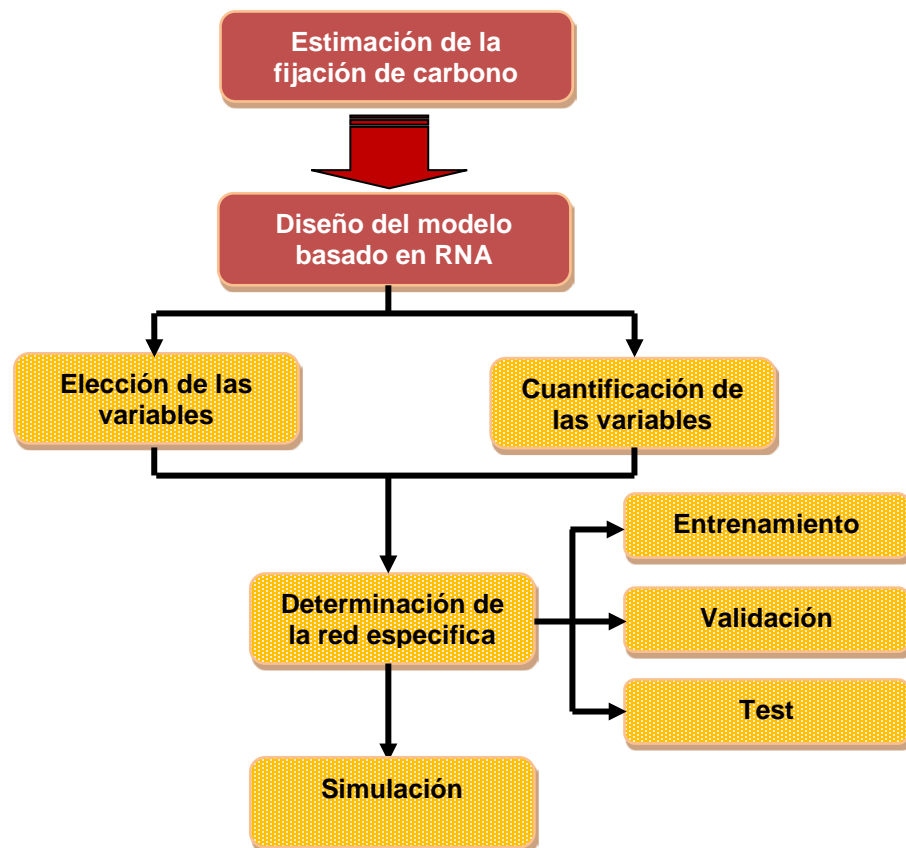 Estimación de la
fijación de carbono
Diseño del modelo
basado en RNA
Elección de las
variables
Cuantificación de
las variables
Determinación de
la red especifica
Entrenamiento
Validación
Test
Simulación